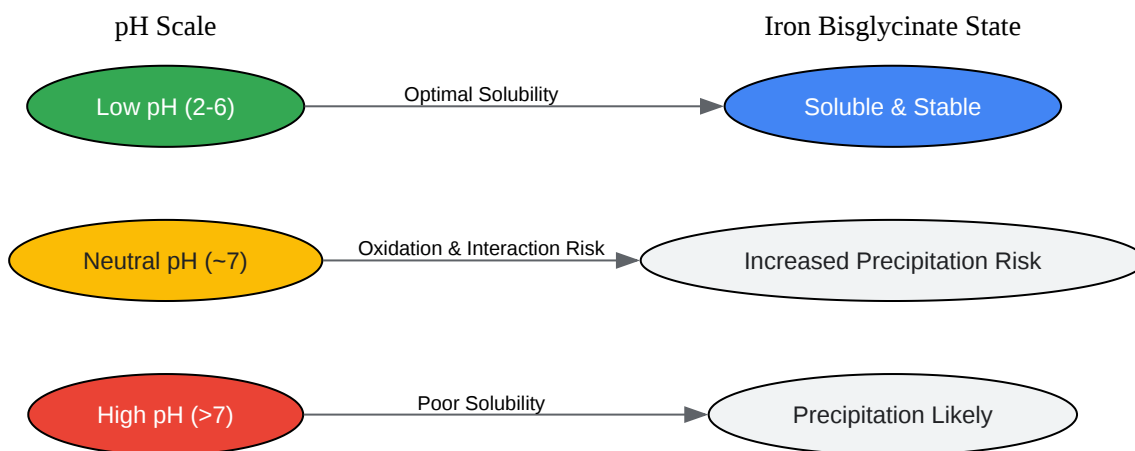 pH Scale
Iron Bisglycinate State
Low pH (2-6)
Optimal Solubility
Soluble & Stable
Neutral pH (~7)
Oxidation & Interaction Risk
Increased Precipitation Risk
High pH (>7)
Poor Solubility
Precipitation Likely